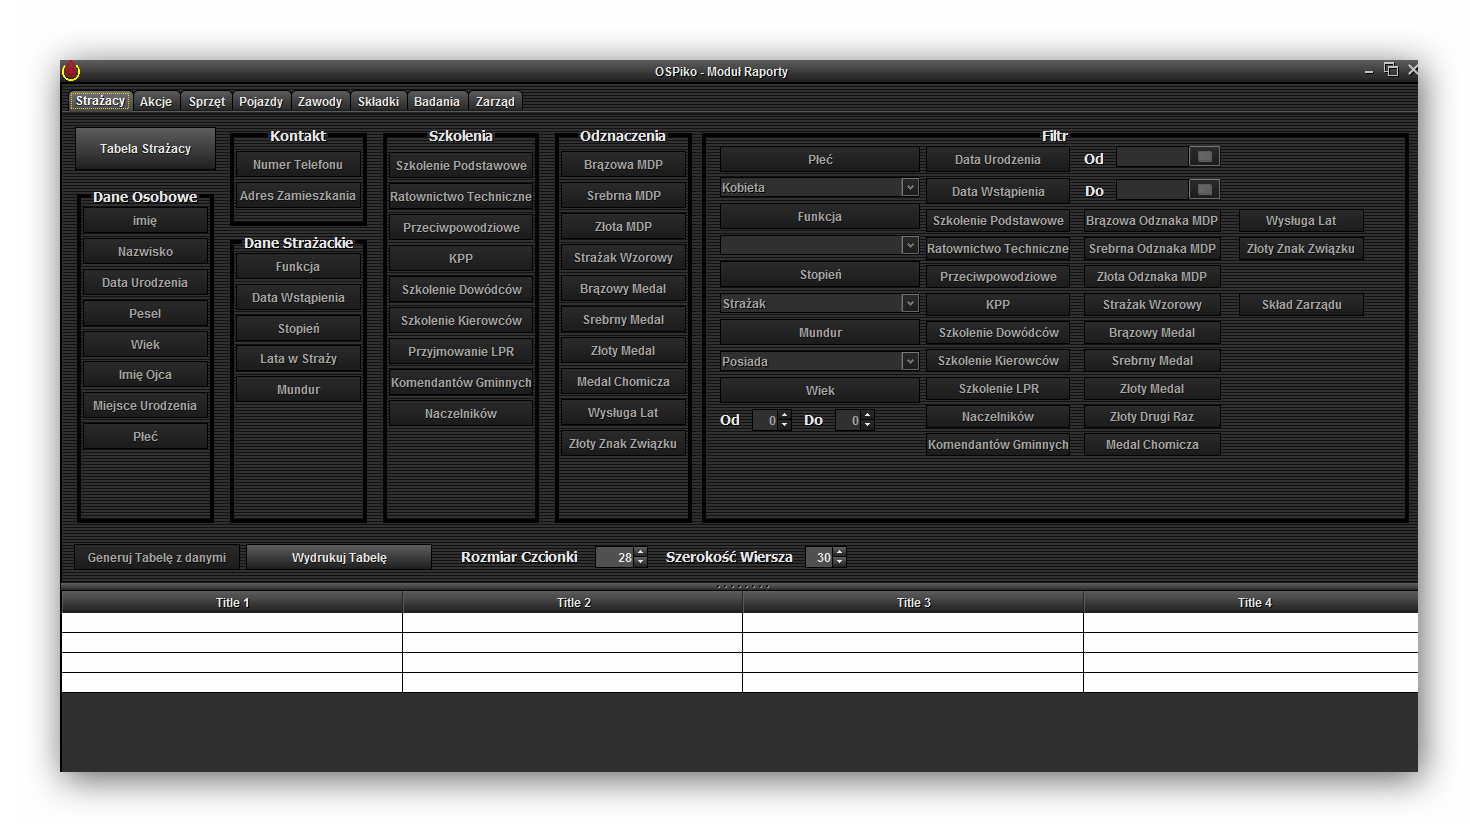 OSPiko - Moduł Raporty
Strażacy Akcje Sprzęt Pojazdy Zawody Składki Badania Zarząd
Tabela Strażacy
Dane Osobowe
imię
Nazwisko
Data Urodzenia
Pesel
Wiek
Imię Ojca
Miejsce Urodzenia
Płeć
Kontakt
Numer Telefonu
Adres Zamieszkania
Dane Strażackie
Funkcja
Data Wstąpienia
Stopień
Lata w Straży
Mundur
Szkolenia
Szkolenie Podstawowe
Ratownictwo Techniczne
Przeciwpowodziowe
KPP
Szkolenie Dowódców
Szkolenie Kierowców
Przyjmowanie LPR
Komendantów Gminnych
Naczelników
Odznaczenia
Brązowa MDP
Srebrna MDP
Złota MDP
Strażak Wzorowy
Brązowy Medal
Srebrny Medal
Złoty Medal
Medal Chomicza
Wysługa Lat
Złoty Znak Związku
Filtr
Płeć
Kobieta
Funkcja
Stopień
Strażak
Mundur
Posiada
Wiek
Od 0 Do 0
Data Urodzenia
Data Wstąpienia
Szkolenie Podstawowe
Ratownictwo Techniczne
Przeciwpowodziowe
KPP
Szkolenie Dowódców
Szkolenie Kierowców
Szkolenie LPR
Naczelników
Komendantów Gminnych
Od
Do
Brązowa Odznaka MDP
Srebrna Odznaka MDP
Złota Odznaka MDP
Strażak Wzorowy
Brązowy Medal
Srebrny Medal
Złoty Medal
Złoty Drugi Raz
Medal Chomicza
Wysługa Lat
Złoty Znak Związku
Skład Zarządu
Generuj Tabelę z danymi Wydrukuj Tabelę Rozmiar Czcionki 28 Szerokość Wiersza 30
Title 1 Title 2 Title 3 Title 4